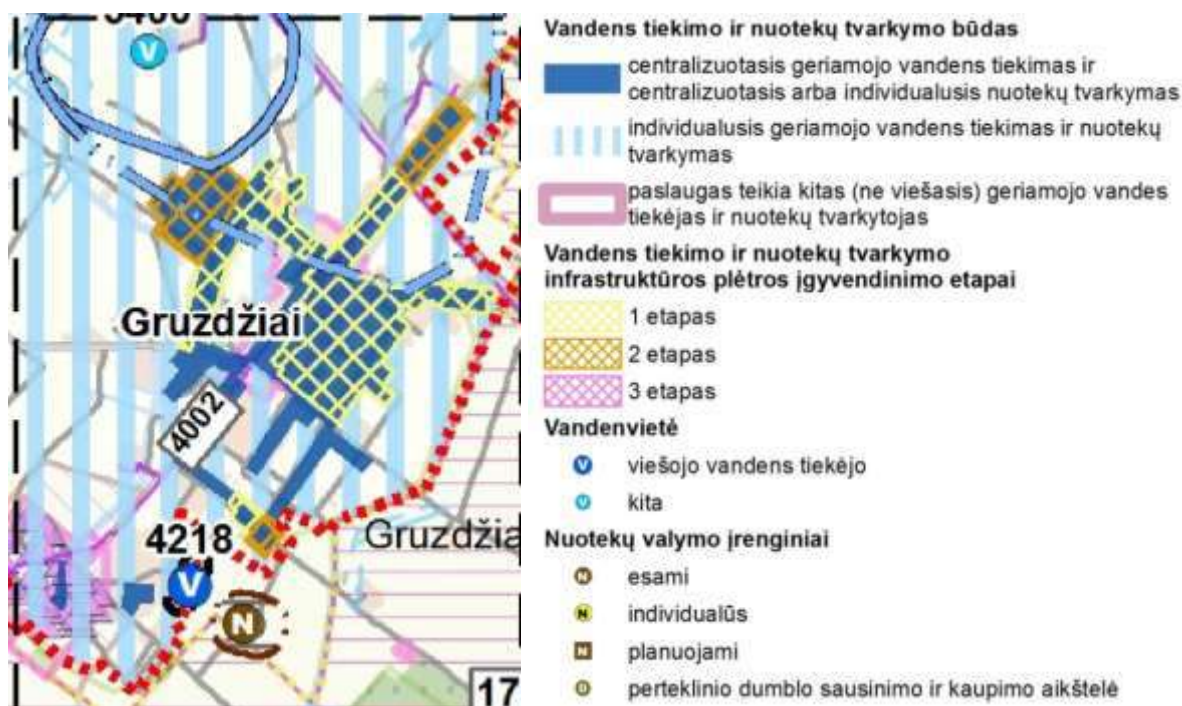 Gruzdžiai
4002
4218
V
V
N
Gruzdžia
17
Vandens tiekimo ir nuotekų tvarkymo būdas
centralizuotasis geriamojo vandens tiekimas ir
centralizuotasis arba individualusis nuotekų tvarkymas
individualusis geriamojo vandens tiekimas ir nuotekų
tvarkymas
paslaugas teikia kitas (ne viešasis) geriamojo vandes
tiekėjas ir nuotekų tvarkytojas
Vandens tiekimo ir nuotekų tvarkymo
infrastruktūros plėtros įgyvendinimo etapai
1 etapas
2 etapas
3 etapas
Vandenvietė
V viešojo vandens tiekėjo
V kita
Nuotekų valymo įrenginiai
N esami
N individualūs
N planuojami
perteklinio dumblo sausinimo ir kaupimo aikštelė